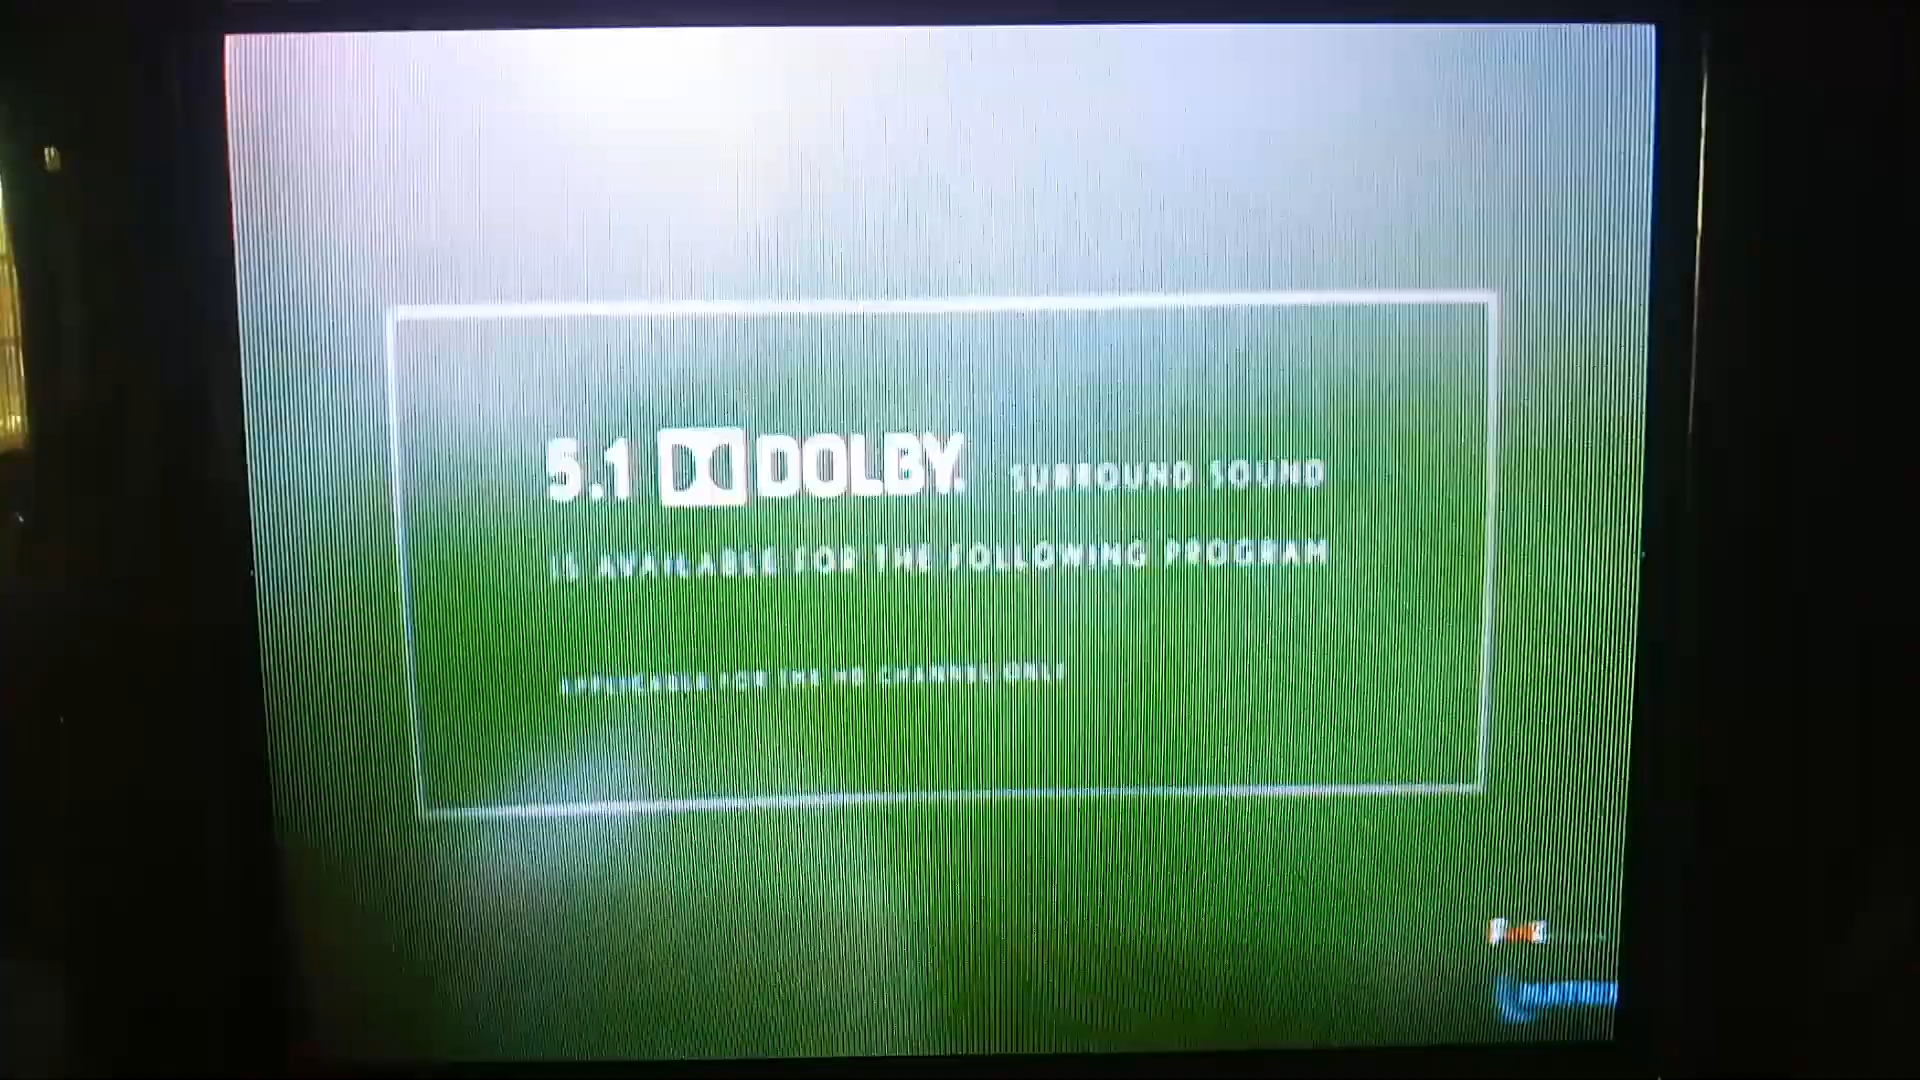 5.1 DOLBY. SURROUND SOUND
IS AVAILABLE FOR THE FOLLOWING PROGRAM
APPLICABLE FOR THE HD CHANNEL ONLY